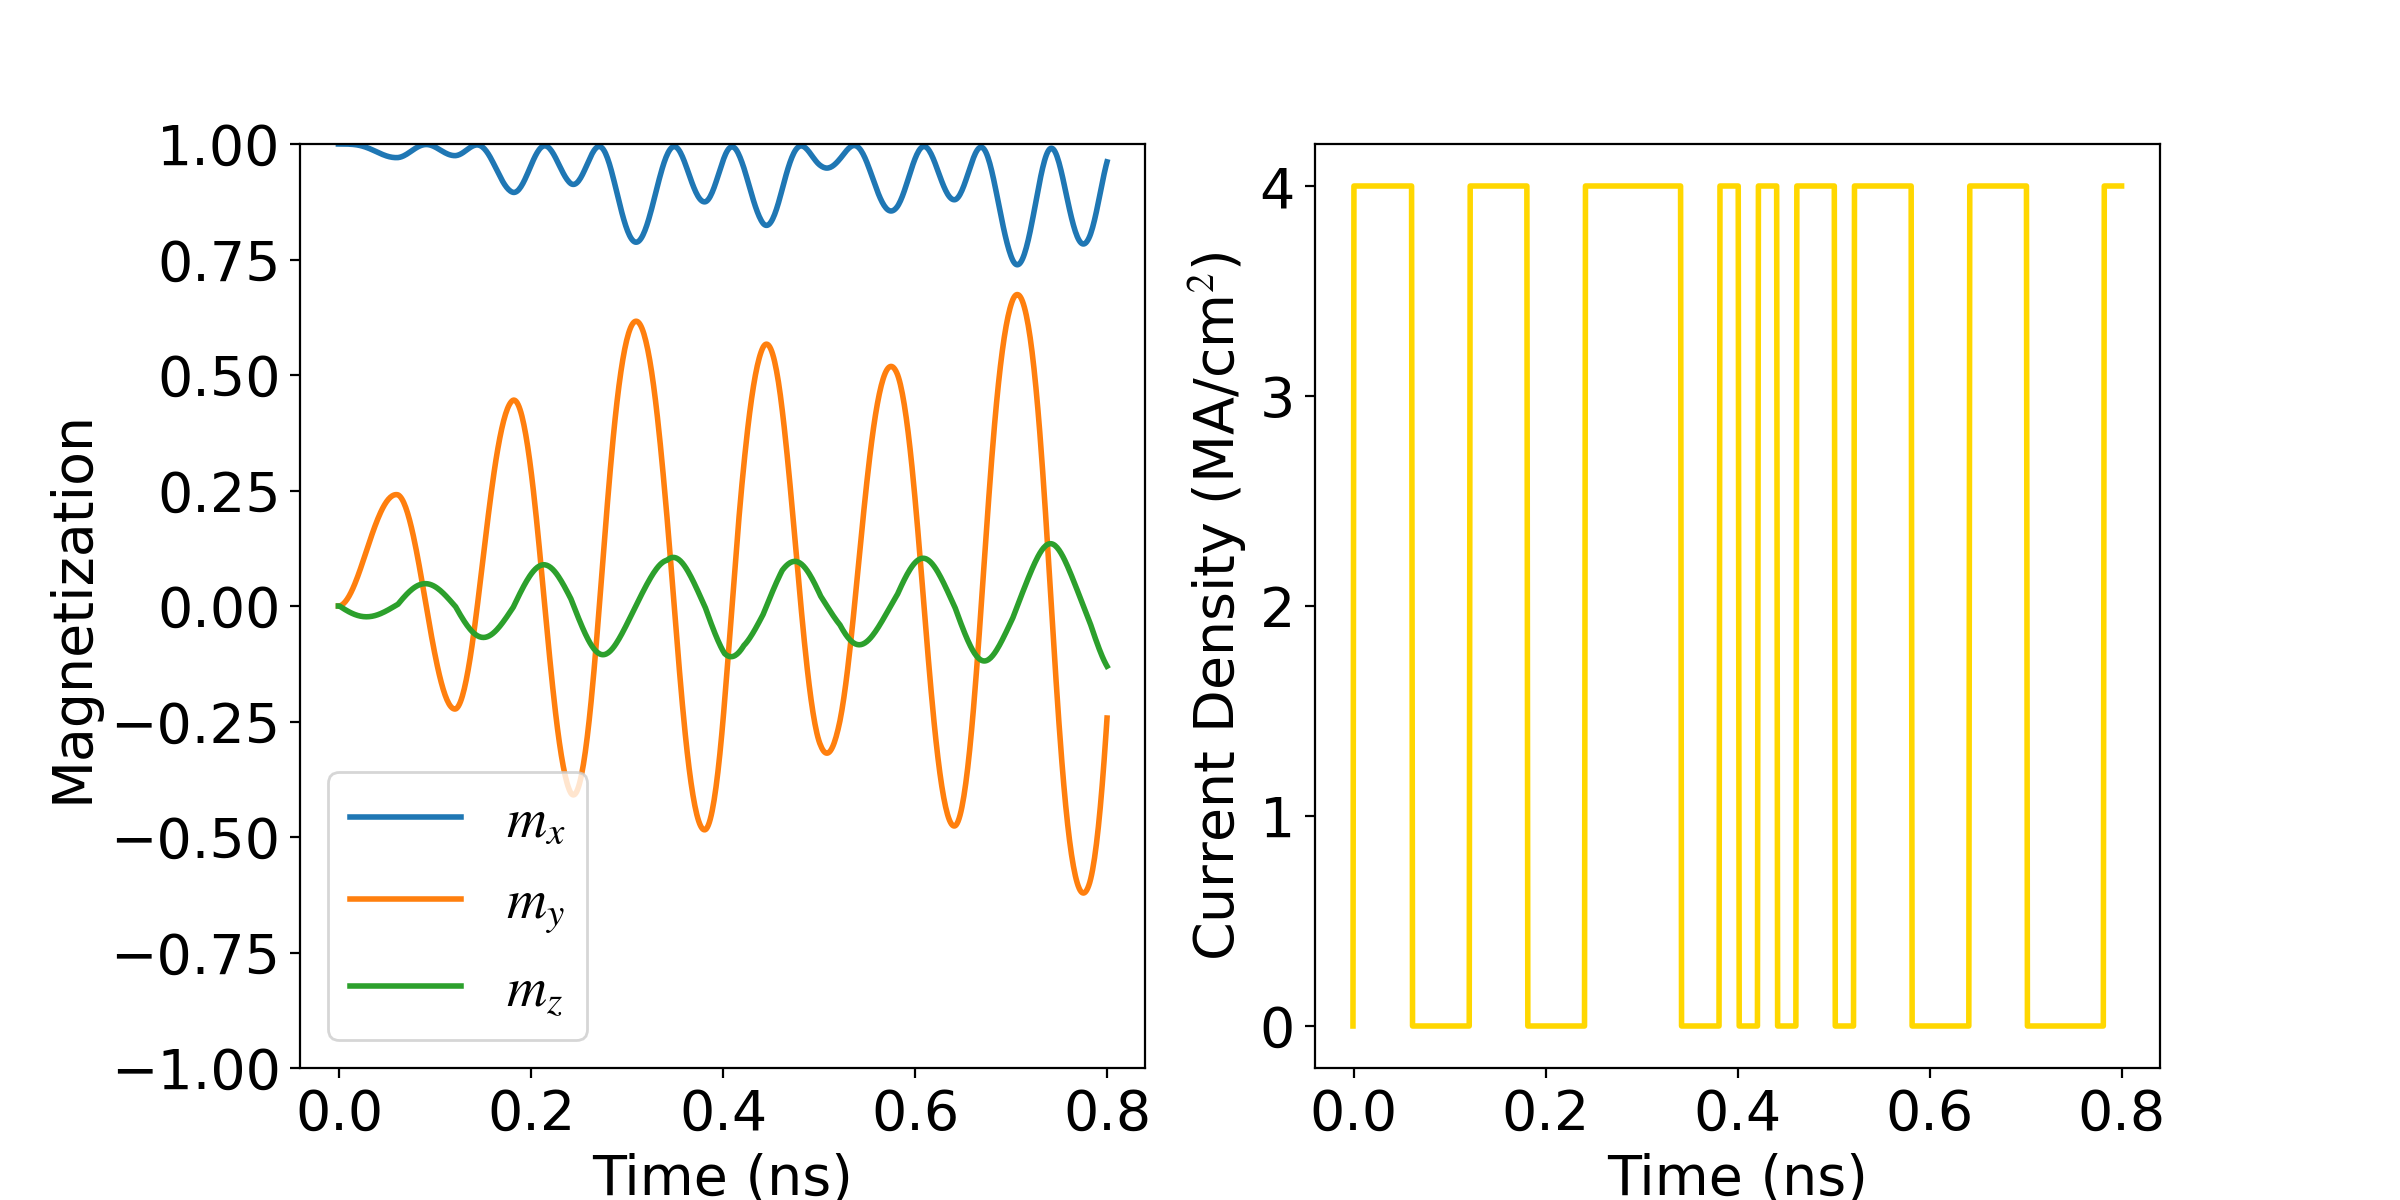 Magnetization
1.00
0.75
0.50
0.25
0.00
−0.25
−0.50
−0.75
−1.00
0.0 0.2 0.4 0.6 0.8
Time (ns)
m_x
m_y
m_z
Current Density (MA/cm²)
4
3
2
1
0
0.0 0.2 0.4 0.6 0.8
Time (ns)